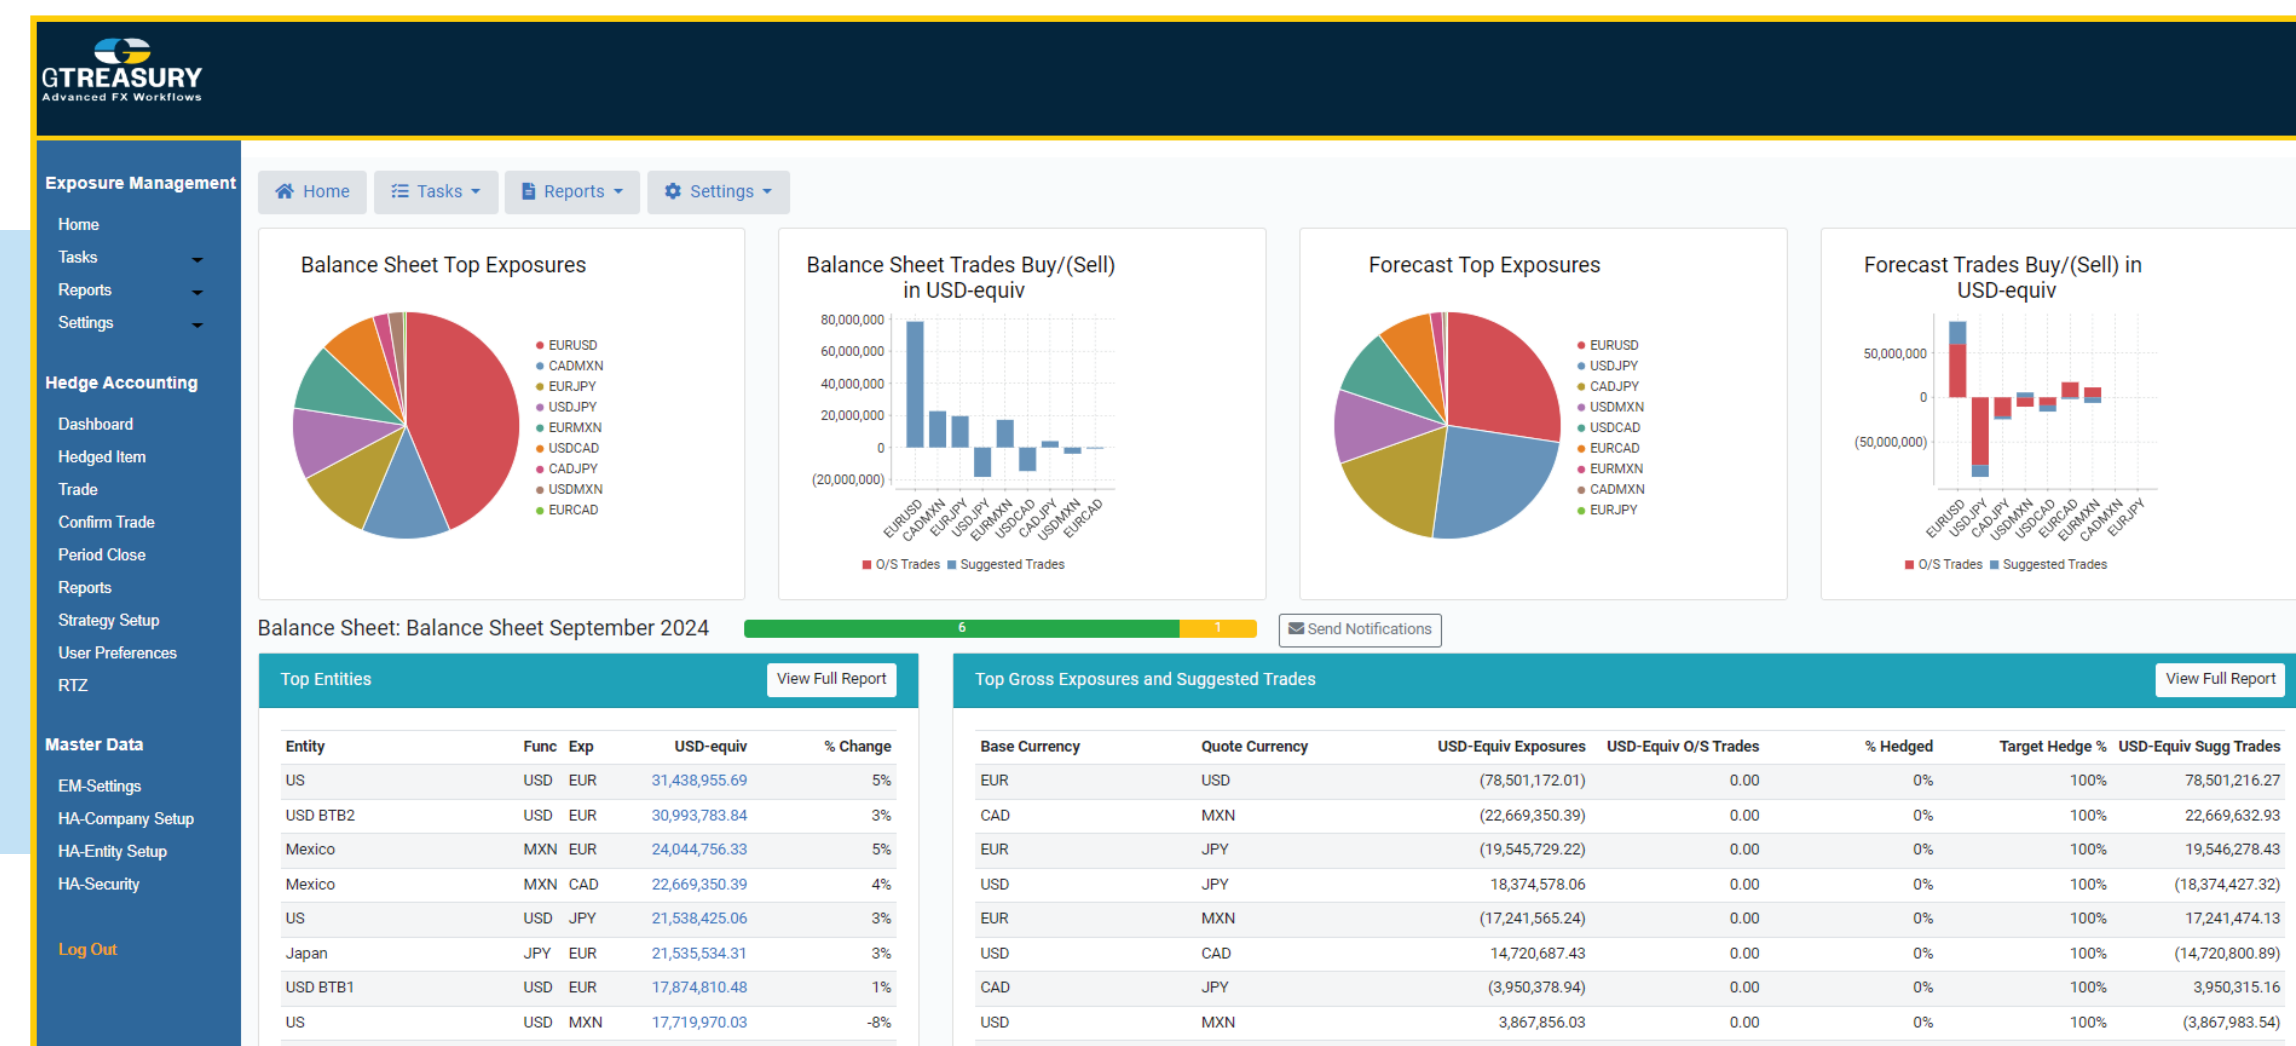 GTREASURY
Advanced FX Workflows
Exposure Management
Home
Tasks
Reports
Settings
Hedge Accounting
Dashboard
Hedged Item
Trade
Confirm Trade
Period Close
Reports
Strategy Setup
User Preferences
RTZ
Master Data
EM-Settings
HA-Company Setup
HA-Entity Setup
HA-Security
Log Out
Home Tasks Reports Settings
Balance Sheet Top Exposures
EURUSD
CADMXN
EURJPY
USDJPY
EURMXN
USDCAD
CADJPY
USDMXN
EURCAD
Balance Sheet Trades Buy/(Sell)
in USD-equiv
80,000,000
60,000,000
40,000,000
20,000,000
0
(20,000,000)
EURUSD CADMXN EURJPY USDJPY EURMXN USDCAD CADJPY USDMXN EURCAD
O/S Trades Suggested Trades
Forecast Top Exposures
EURUSD
USDJPY
CADJPY
USDMXN
USDCAD
EURCAD
EURMXN
CADMXN
EURJPY
Forecast Trades Buy/(Sell) in
USD-equiv
50,000,000
0
(50,000,000)
EURUSD USDJPY CADJPY USDMXN USDCAD EURCAD EURMXN CADMXN EURJPY
O/S Trades Suggested Trades
Balance Sheet: Balance Sheet September 2024 6 1 Send Notifications
Top Entities View Full Report
Entity Func Exp USD-equiv % Change
US USD EUR 31,438,955.69 5%
USD BTB2 USD EUR 30,993,783.84 3%
Mexico MXN EUR 24,044,756.33 5%
Mexico MXN CAD 22,669,350.39 4%
US USD JPY 21,538,425.06 3%
Japan JPY EUR 21,535,534.31 3%
USD BTB1 USD EUR 17,874,810.48 1%
US USD MXN 17,719,970.03 -8%
Top Gross Exposures and Suggested Trades View Full Report
Base Currency Quote Currency USD-Equiv Exposures USD-Equiv O/S Trades % Hedged Target Hedge % USD-Equiv Sugg Trades
EUR USD (78,501,172.01) 0.00 0% 100% 78,501,216.27
CAD MXN (22,669,350.39) 0.00 0% 100% 22,669,632.93
EUR JPY (19,545,729.22) 0.00 0% 100% 19,546,278.43
USD JPY 18,374,578.06 0.00 0% 100% (18,374,427.32)
EUR MXN (17,241,565.24) 0.00 0% 100% 17,241,474.13
USD CAD 14,720,687.43 0.00 0% 100% (14,720,800.89)
CAD JPY (3,950,378.94) 0.00 0% 100% 3,950,315.16
USD MXN 3,867,856.03 0.00 0% 100% (3,867,983.54)